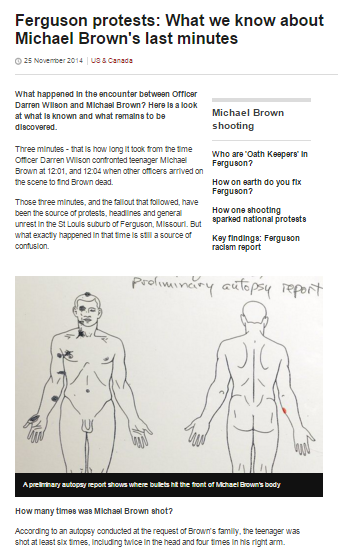 Ferguson protests: What we know about
Michael Brown's last minutes
25 November 2014 | US & Canada
What happened in the encounter between Officer
Darren Wilson and Michael Brown? Here is a look
at what is known and what remains to be
discovered.
Three minutes - that is how long it took from the time
Officer Darren Wilson confronted teenager Michael
Brown at 12:01, and 12:04 when other officers arrived on
the scene to find Brown dead.
Those three minutes, and the fallout that followed, have
been the source of protests, headlines and general
unrest in the St Louis suburb of Ferguson, Missouri. But
what exactly happened in that time is still a source of
confusion.
Michael Brown
shooting
Who are 'Oath Keepers' in
Ferguson?
How on earth do you fix
Ferguson?
How one shooting
sparked national protests
Key findings: Ferguson
racism report
Preliminary autopsy report
A preliminary autopsy report shows where bullets hit the front of Michael Brown's body
How many times was Michael Brown shot?
According to an autopsy conducted at the request of Brown's family, the teenager was
shot at least six times, including twice in the head and four times in his right arm.